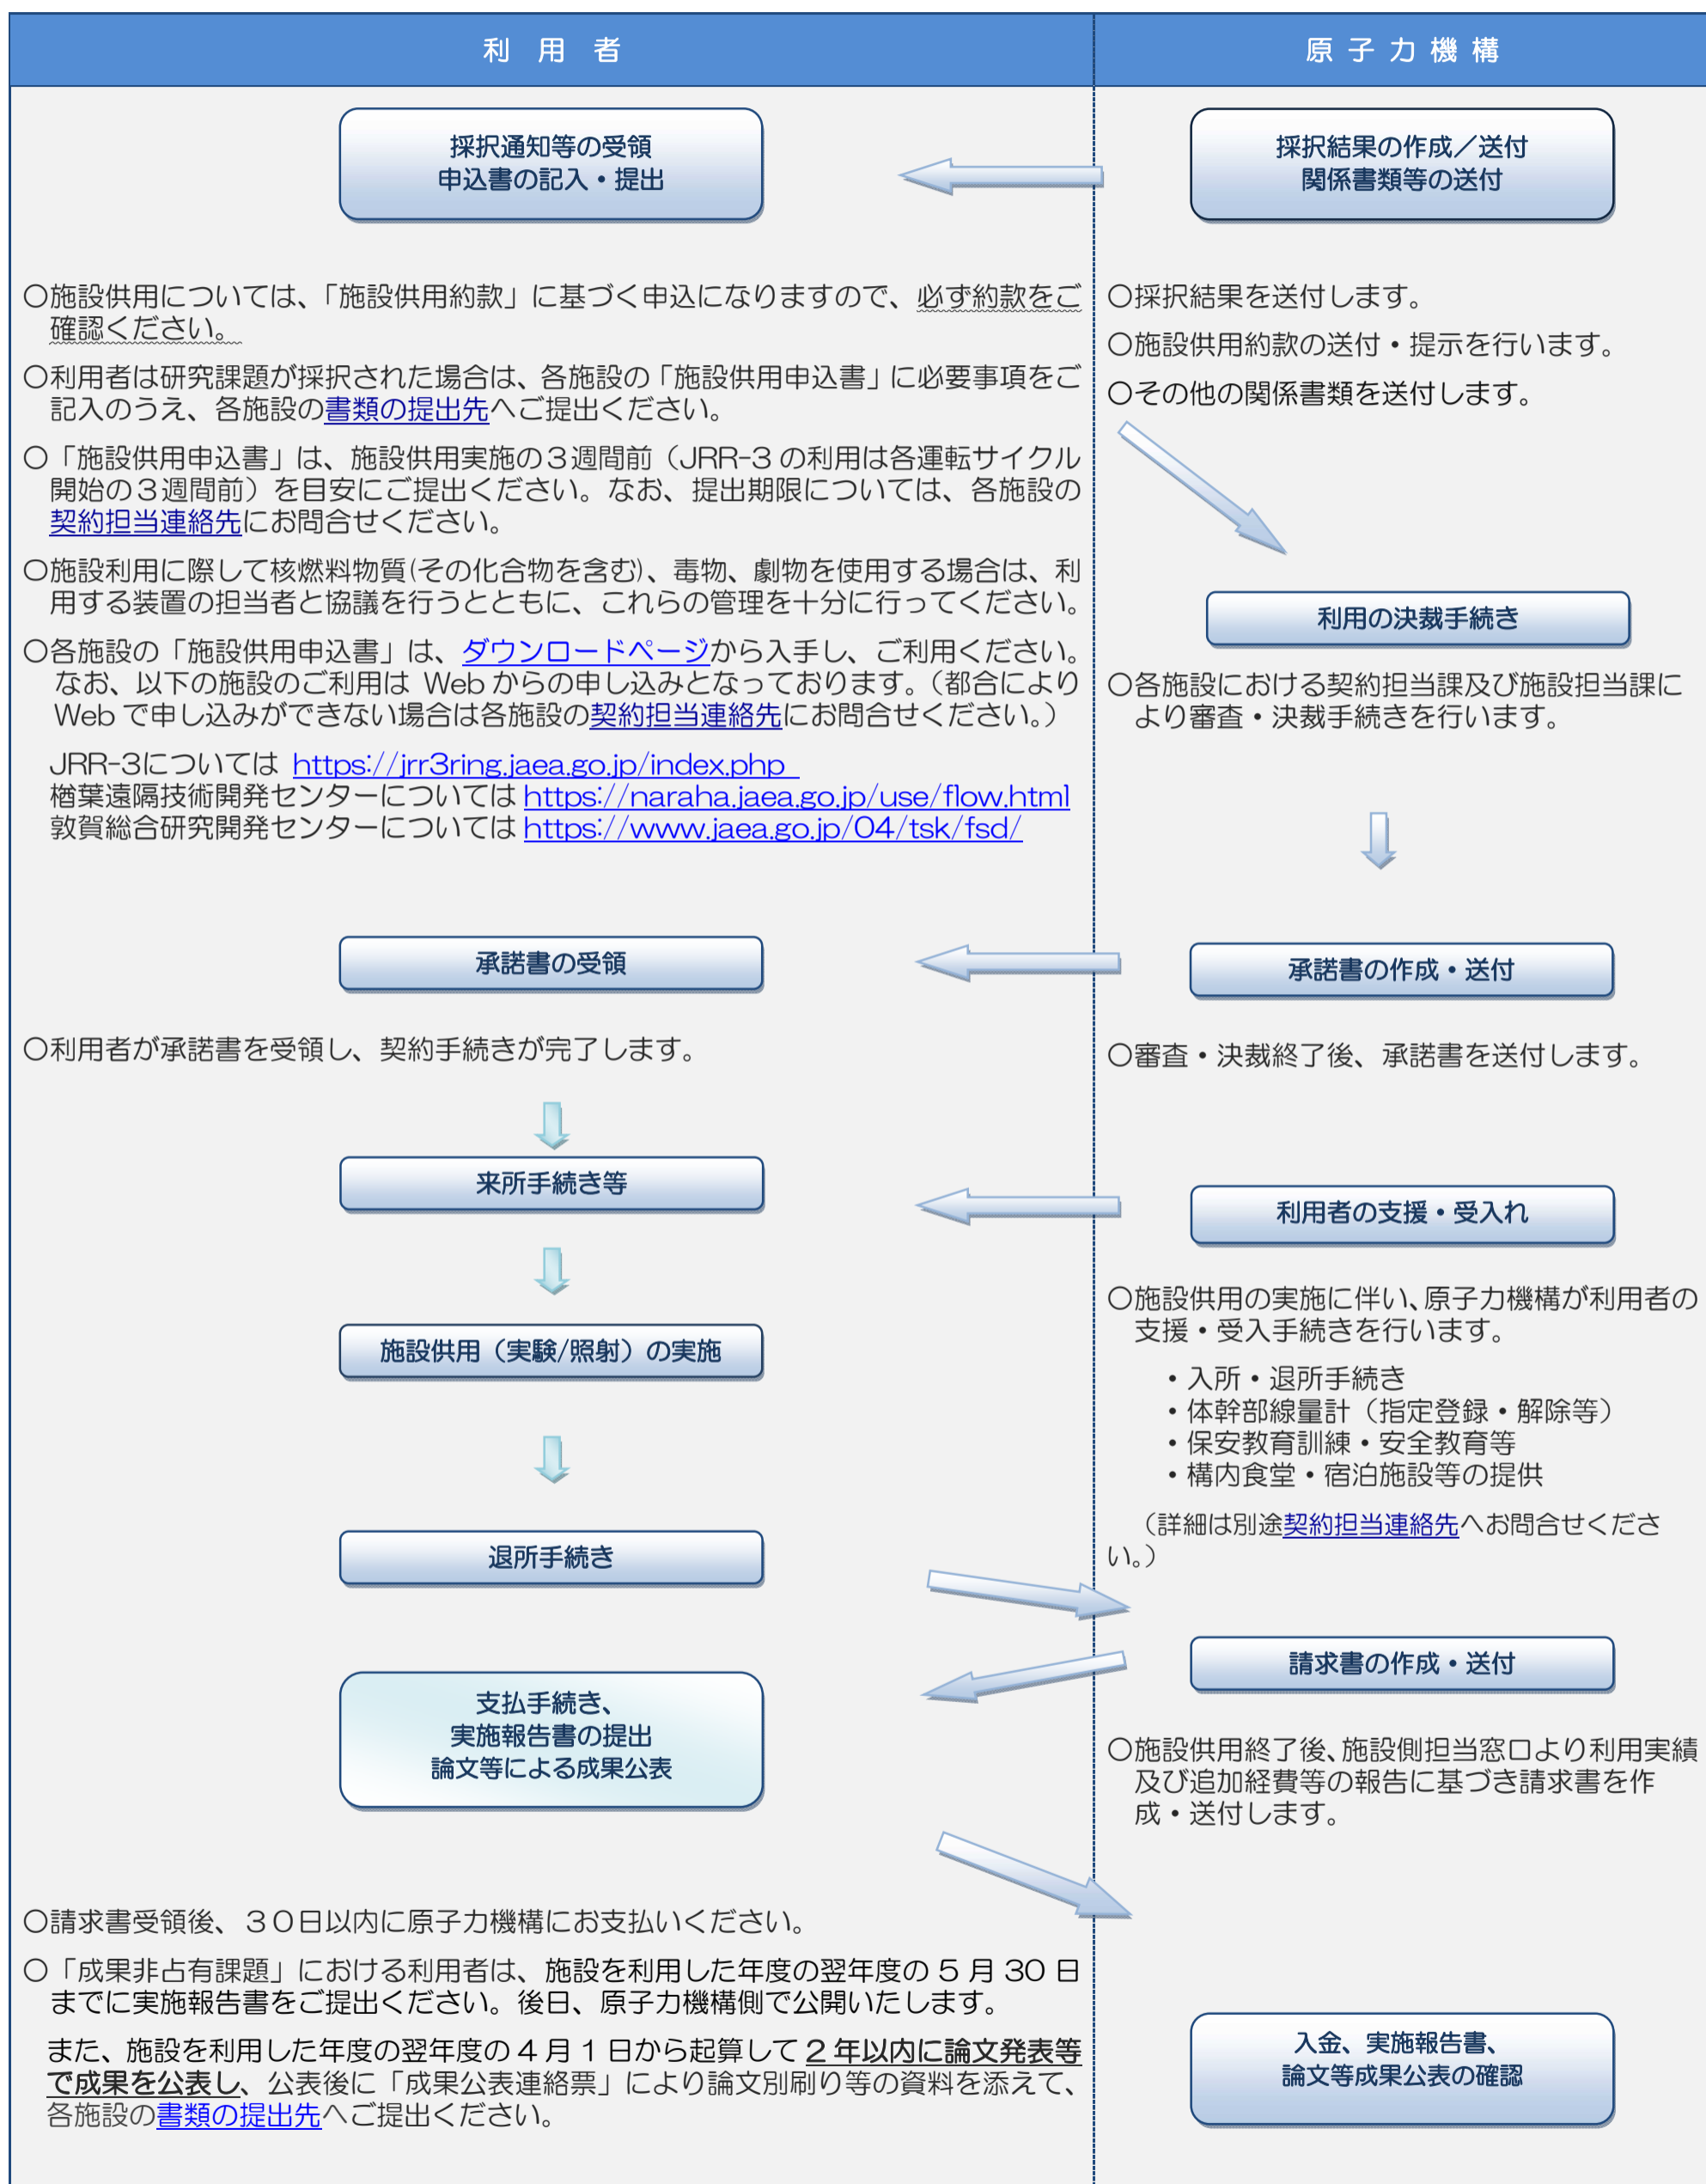 利用者
原子力機構
採択通知等の受領
申込書の記入・提出
採択結果の作成／送付
関係書類等の送付
〇施設供用については、「施設供用約款」に基づく申込になりますので、必ず約款をご
確認ください。
〇利用者は研究課題が採択された場合は、各施設の「施設供用申込書」に必要事項をご
記入のうえ、各施設の書類の提出先へご提出ください。
〇「施設供用申込書」は、施設供用実施の３週間前（JRR-3 の利用は各運転サイクル
開始の３週間前）を目安にご提出ください。なお、提出期限については、各施設の
契約担当連絡先にお問合せください。
〇施設利用に際して核燃料物質(その化合物を含む)、毒物、劇物を使用する場合は、利
用する装置の担当者と協議を行うとともに、これらの管理を十分に行ってください。
〇各施設の「施設供用申込書」は、ダウンロードページから入手し、ご利用ください。
なお、以下の施設のご利用は Web からの申し込みとなっております。（都合により
Web で申し込みができない場合は各施設の契約担当連絡先にお問合せください。）
JRR-3については https://jrr3ring.jaea.go.jp/index.php
楢葉遠隔技術開発センターについては https://naraha.jaea.go.jp/use/flow.html
敦賀総合研究開発センターについては https://www.jaea.go.jp/04/tsk/fsd/
〇採択結果を送付します。
〇施設供用約款の送付・提示を行います。
〇その他の関係書類を送付します。
利用の決裁手続き
〇各施設における契約担当課及び施設担当課に
より審査・決裁手続きを行います。
承諾書の受領
承諾書の作成・送付
〇利用者が承諾書を受領し、契約手続きが完了します。
〇審査・決裁終了後、承諾書を送付します。
来所手続き等
利用者の支援・受入れ
施設供用（実験/照射）の実施
〇施設供用の実施に伴い、原子力機構が利用者の
支援・受入手続きを行います。
・入所・退所手続き
・体幹部線量計（指定登録・解除等）
・保安教育訓練・安全教育等
・構内食堂・宿泊施設等の提供
（詳細は別途契約担当連絡先へお問合せくださ
い。）
退所手続き
請求書の作成・送付
支払手続き、
実施報告書の提出
論文等による成果公表
〇施設供用終了後、施設側担当窓口より利用実績
及び追加経費等の報告に基づき請求書を作
成・送付します。
〇請求書受領後、３０日以内に原子力機構にお支払いください。
〇「成果非占有課題」における利用者は、施設を利用した年度の翌年度の 5 月 30 日
までに実施報告書をご提出ください。後日、原子力機構側で公開いたします。
また、施設を利用した年度の翌年度の 4 月 1 日から起算して 2 年以内に論文発表等
で成果を公表し、公表後に「成果公表連絡票」により論文別刷り等の資料を添えて、
各施設の書類の提出先へご提出ください。
入金、実施報告書、
論文等成果公表の確認